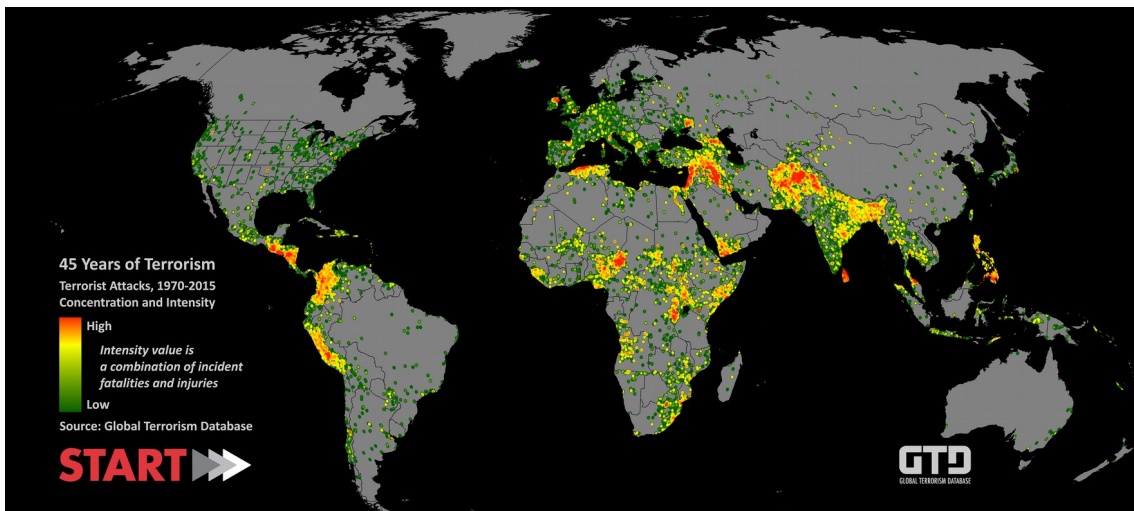 45 Years of Terrorism
Terrorist Attacks, 1970-2015
Concentration and Intensity
High
Intensity value is
a combination of incident
fatalities and injuries
Low
Source: Global Terrorism Database
START
GTD
GLOBAL TERRORISM DATABASE